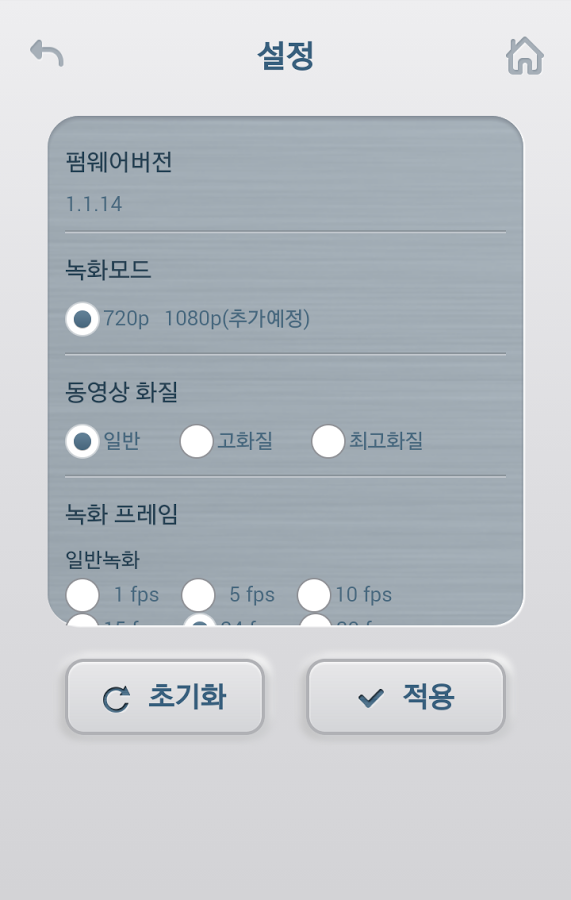 설정
펌웨어버전
1.1.14
녹화모드
720p 1080p(추가예정)
동영상 화질
일반 고화질 최고화질
녹화 프레임
일반녹화
1 fps 5 fps 10 fps
초기화 적용